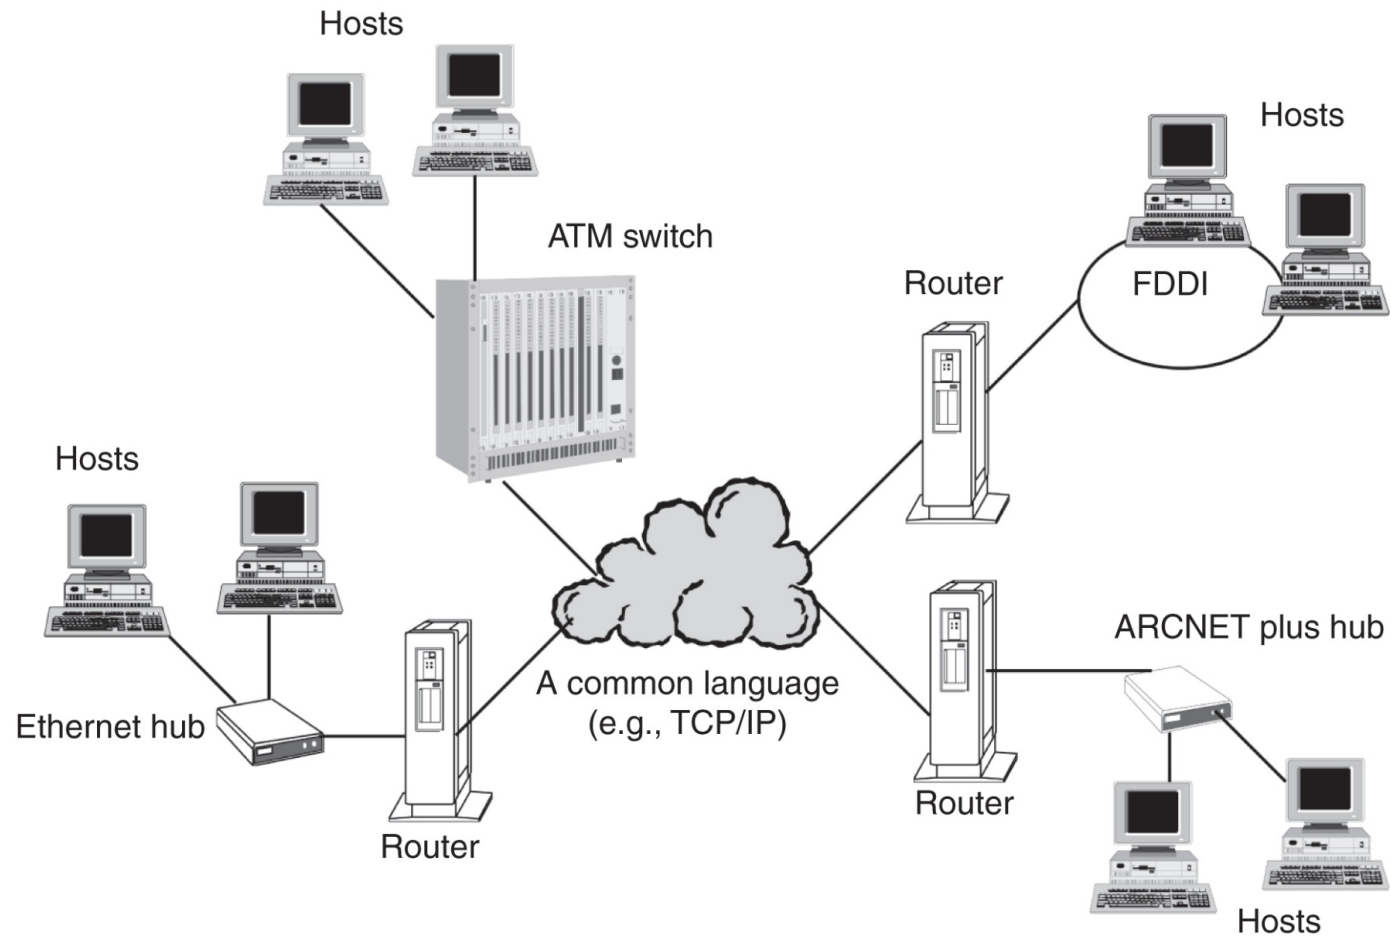 Hosts
Hosts
ATM switch
Router
FDDI
Hosts
ARCNET plus hub
A common language
(e.g., TCP/IP)
Ethernet hub
Router
Router
Hosts